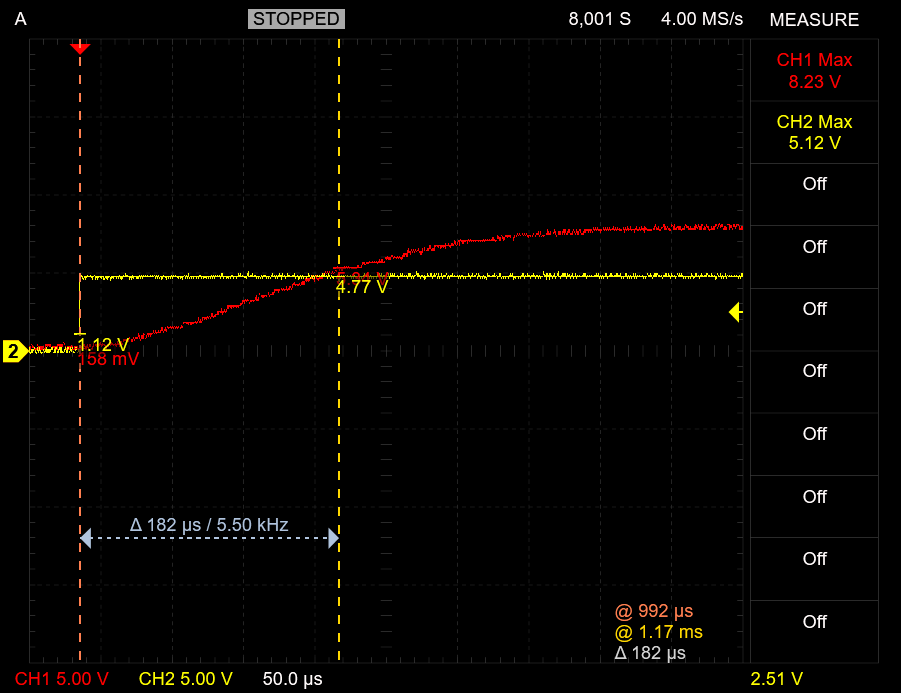 A
STOPPED
8,001 S
4.00 MS/s
MEASURE
CH1 Max
8.23 V
CH2 Max
5.12 V
Off
Off
Off
Off
Off
Off
Off
Off
4.77 V
1.12 V
2
158 mV
Δ 182 µs / 5.50 kHz
@ 992 µs
@ 1.17 ms
Δ 182 µs
CH1 5.00 V
CH2 5.00 V
50.0 µs
2.51 V